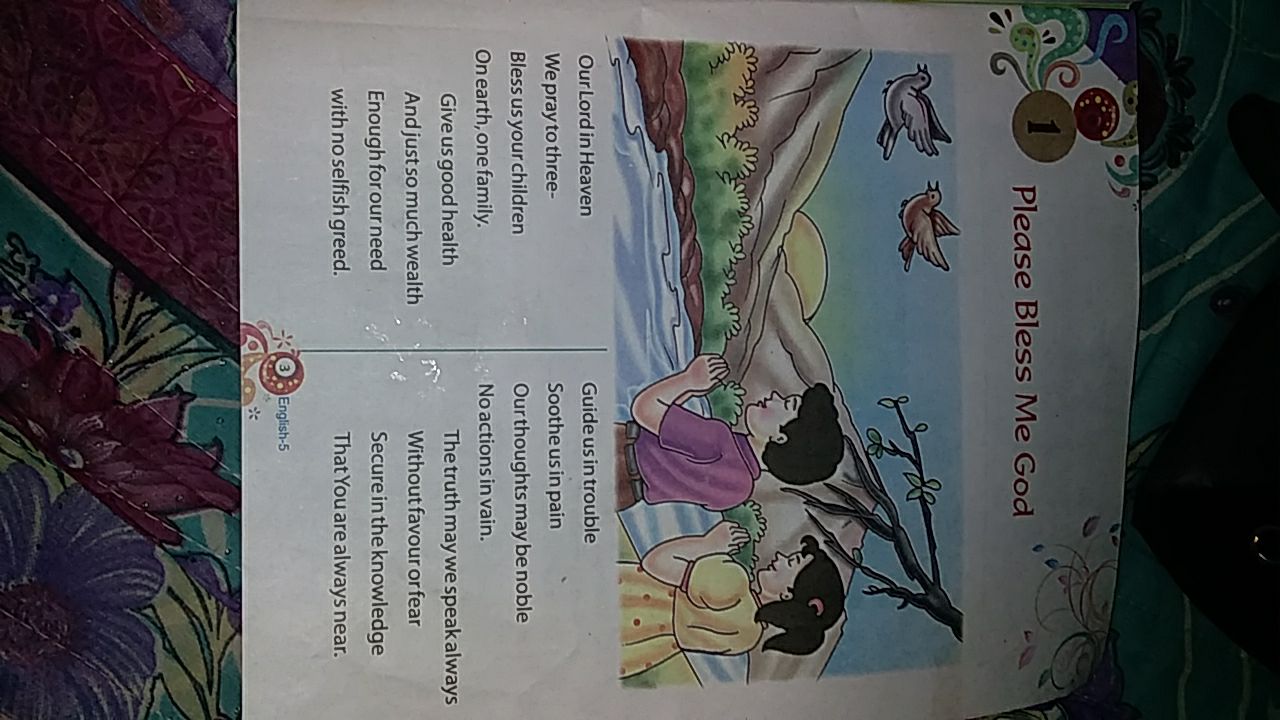 1
Please Bless Me God
Our Lord in Heaven
We pray to three-
Bless us your children
On earth, one family.
Give us good health
And just so much wealth
Enough for our need
with no selfish greed.
Guide us in trouble
Soothe us in pain
Our thoughts may be noble
No actions in vain.
The truth may we speak always
Without favour or fear
Secure in the knowledge
That You are always near.
3
English-5